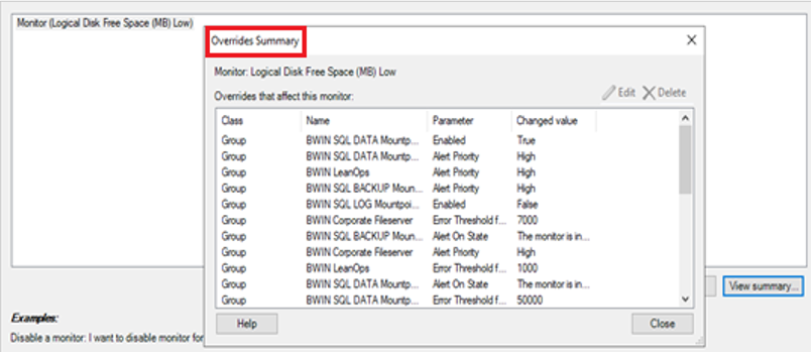 Monitor (Logical Disk Free Space (MB) Low)
Overrides Summary
Monitor: Logical Disk Free Space (MB) Low
Overrides that affect this monitor:
Edit Delete
Class Name Parameter Changed value
Group BWIN SQL DATA Mountp... Enabled True
Group BWIN SQL DATA Mountp... Alert Priority High
Group BWIN LeanOps Alert Priority High
Group BWIN SQL BACKUP Moun... Alert Priority High
Group BWIN SQL LOG Mountpoi... Enabled False
Group BWIN Corporate Fileserver Error Threshold f... 7000
Group BWIN SQL BACKUP Moun... Alert On State The monitor is in...
Group BWIN Corporate Fileserver Alert Priority High
Group BWIN LeanOps Error Threshold f... 1000
Group BWIN SQL DATA Mountp... Alert On State The monitor is in...
Group BWIN SQL DATA Mountp... Error Threshold f... 50000
View summary...
Help Close
Examples:
Disable a monitor: I want to disable monitor for